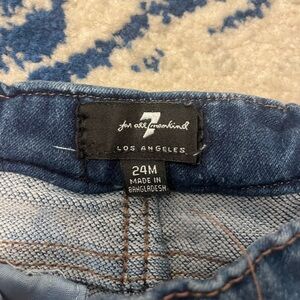 7
for all mankind
LOS ANGELES
24M
MADE IN
BANGLADESH